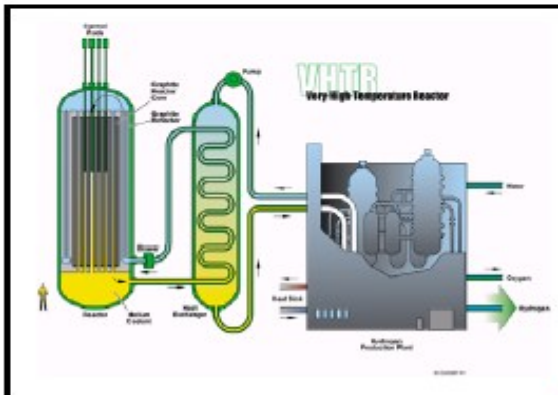 Control
Rods
Graphite
Reactor
Core
Graphite
Reflector
Pump
VHTR
Very High Temperature Reactor
Blower
Water
Oxygen
Heat Sink
Hydrogen
Reactor
Helium
Coolant
Heat
Exchanger
Hydrogen
Production Plant